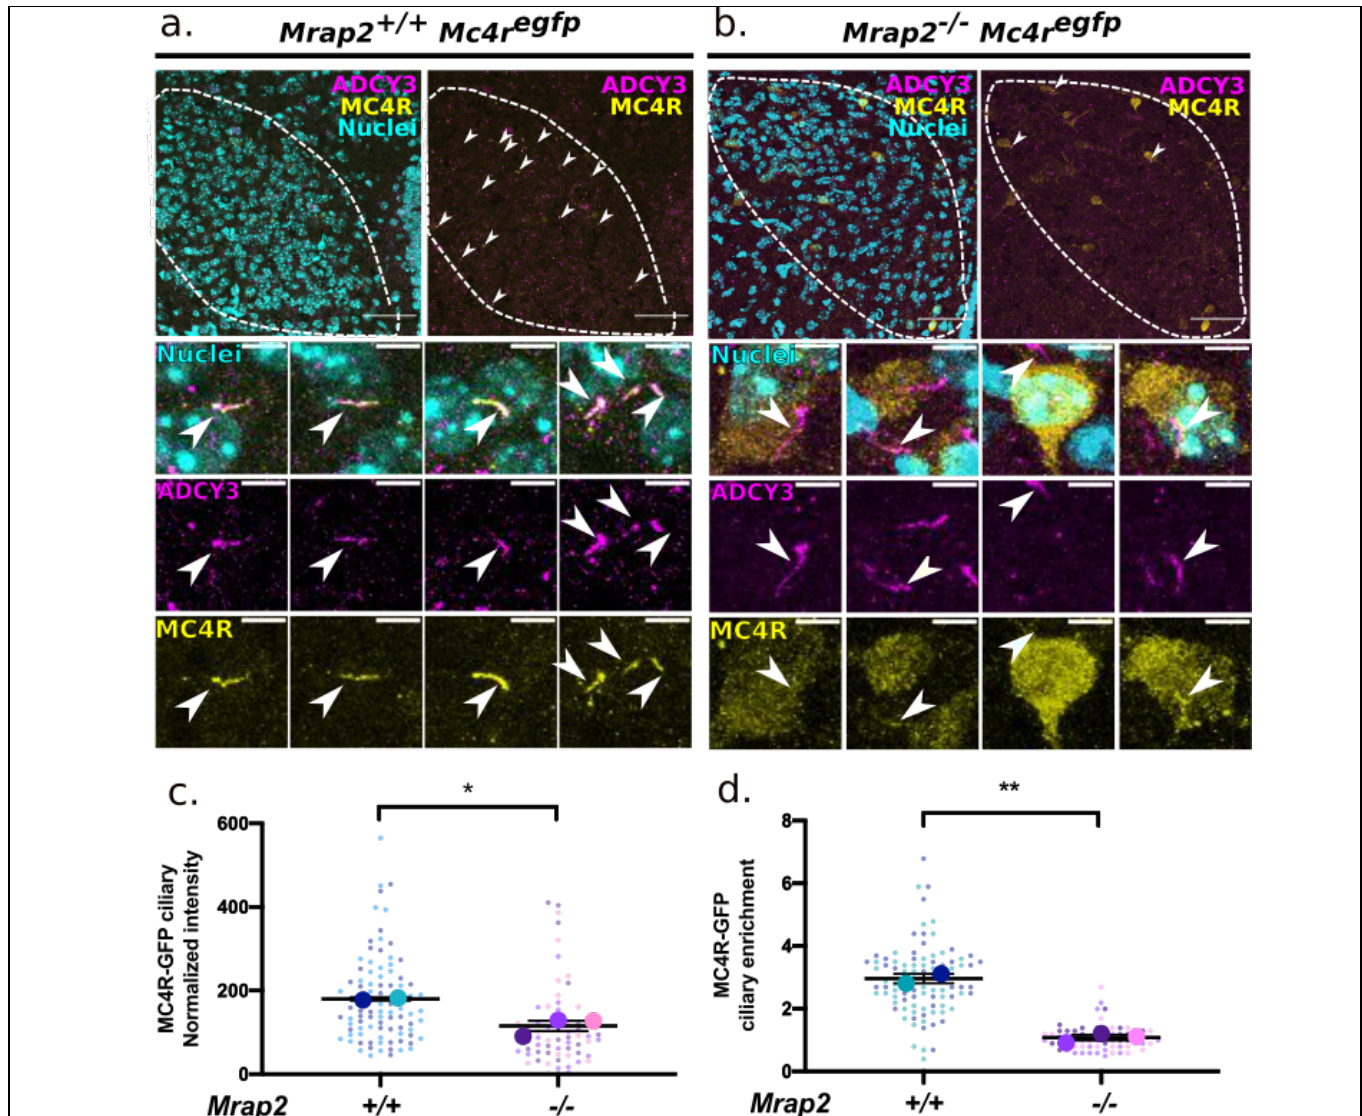 a. Mrap2+/+ Mc4regfp
b. Mrap2-/- Mc4regfp
ADCY3
MC4R
Nuclei
ADCY3
MC4R
ADCY3
MC4R
Nuclei
ADCY3
MC4R
Nuclei
ADCY3
MC4R
Nuclei
ADCY3
MC4R
c.
*
MC4R-GFP ciliary
Normalized intensity
600
400
200
0
Mrap2 +/+ -/-
d.
**
MC4R-GFP
ciliary enrichment
8
6
4
2
0
Mrap2 +/+ -/-